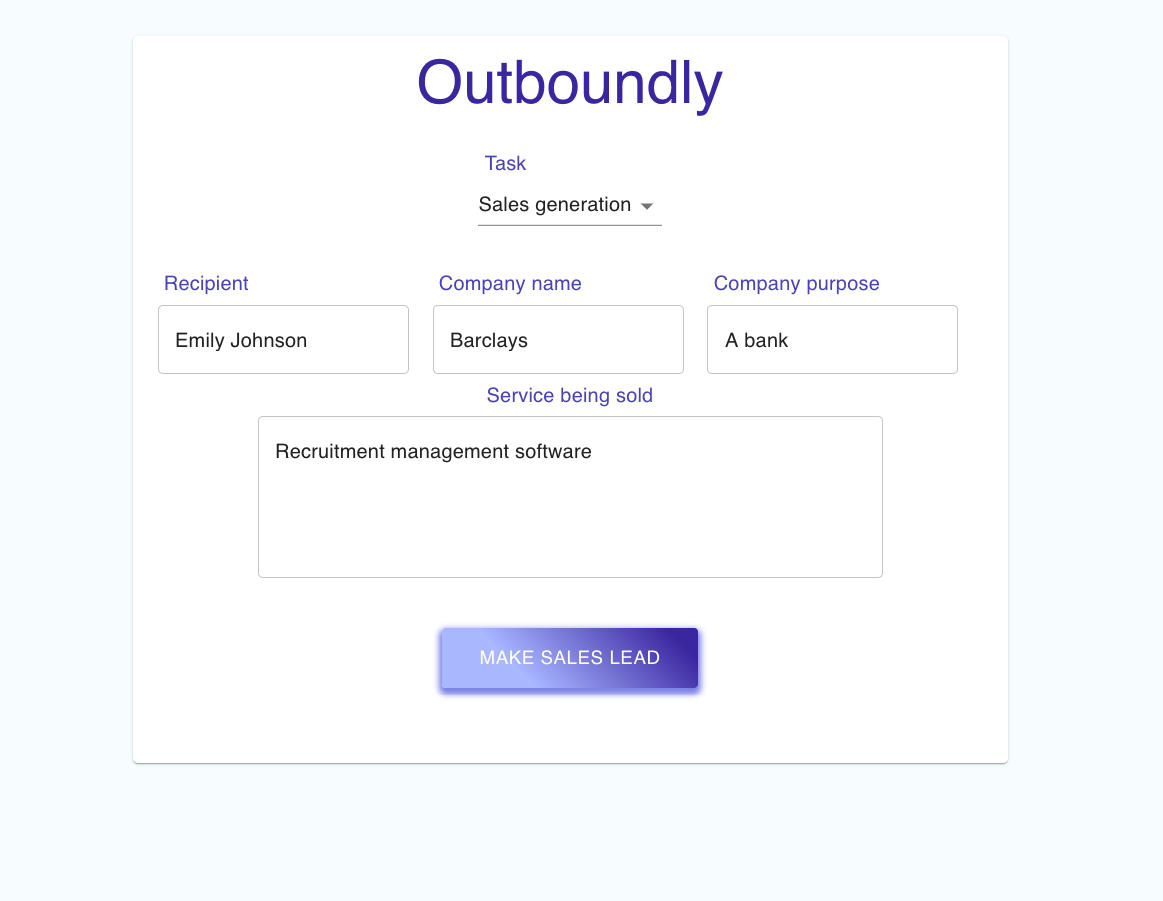 Outboundly
Task
Sales generation
Recipient Company name Company purpose
Emily Johnson Barclays A bank
Service being sold
Recruitment management software
MAKE SALES LEAD